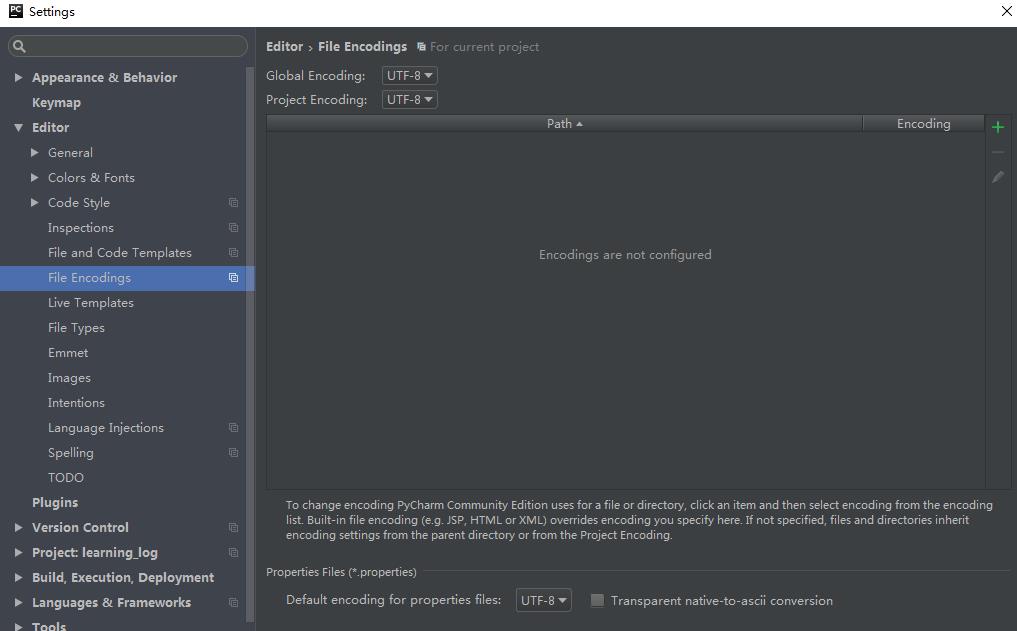 PC Settings
Editor › File Encodings For current project
Global Encoding: UTF-8
Project Encoding: UTF-8
Path Encoding
Encodings are not configured
To change encoding PyCharm Community Edition uses for a file or directory, click an item and then select encoding from the encoding
list. Built-in file encoding (e.g. JSP, HTML or XML) overrides encoding you specify here. If not specified, files and directories inherit
encoding settings from the parent directory or from the Project Encoding.
Properties Files (*.properties)
Default encoding for properties files: UTF-8 Transparent native-to-ascii conversion
Appearance & Behavior
Keymap
Editor
General
Colors & Fonts
Code Style
Inspections
File and Code Templates
File Encodings
Live Templates
File Types
Emmet
Images
Intentions
Language Injections
Spelling
TODO
Plugins
Version Control
Project: learning_log
Build, Execution, Deployment
Languages & Frameworks
Tools